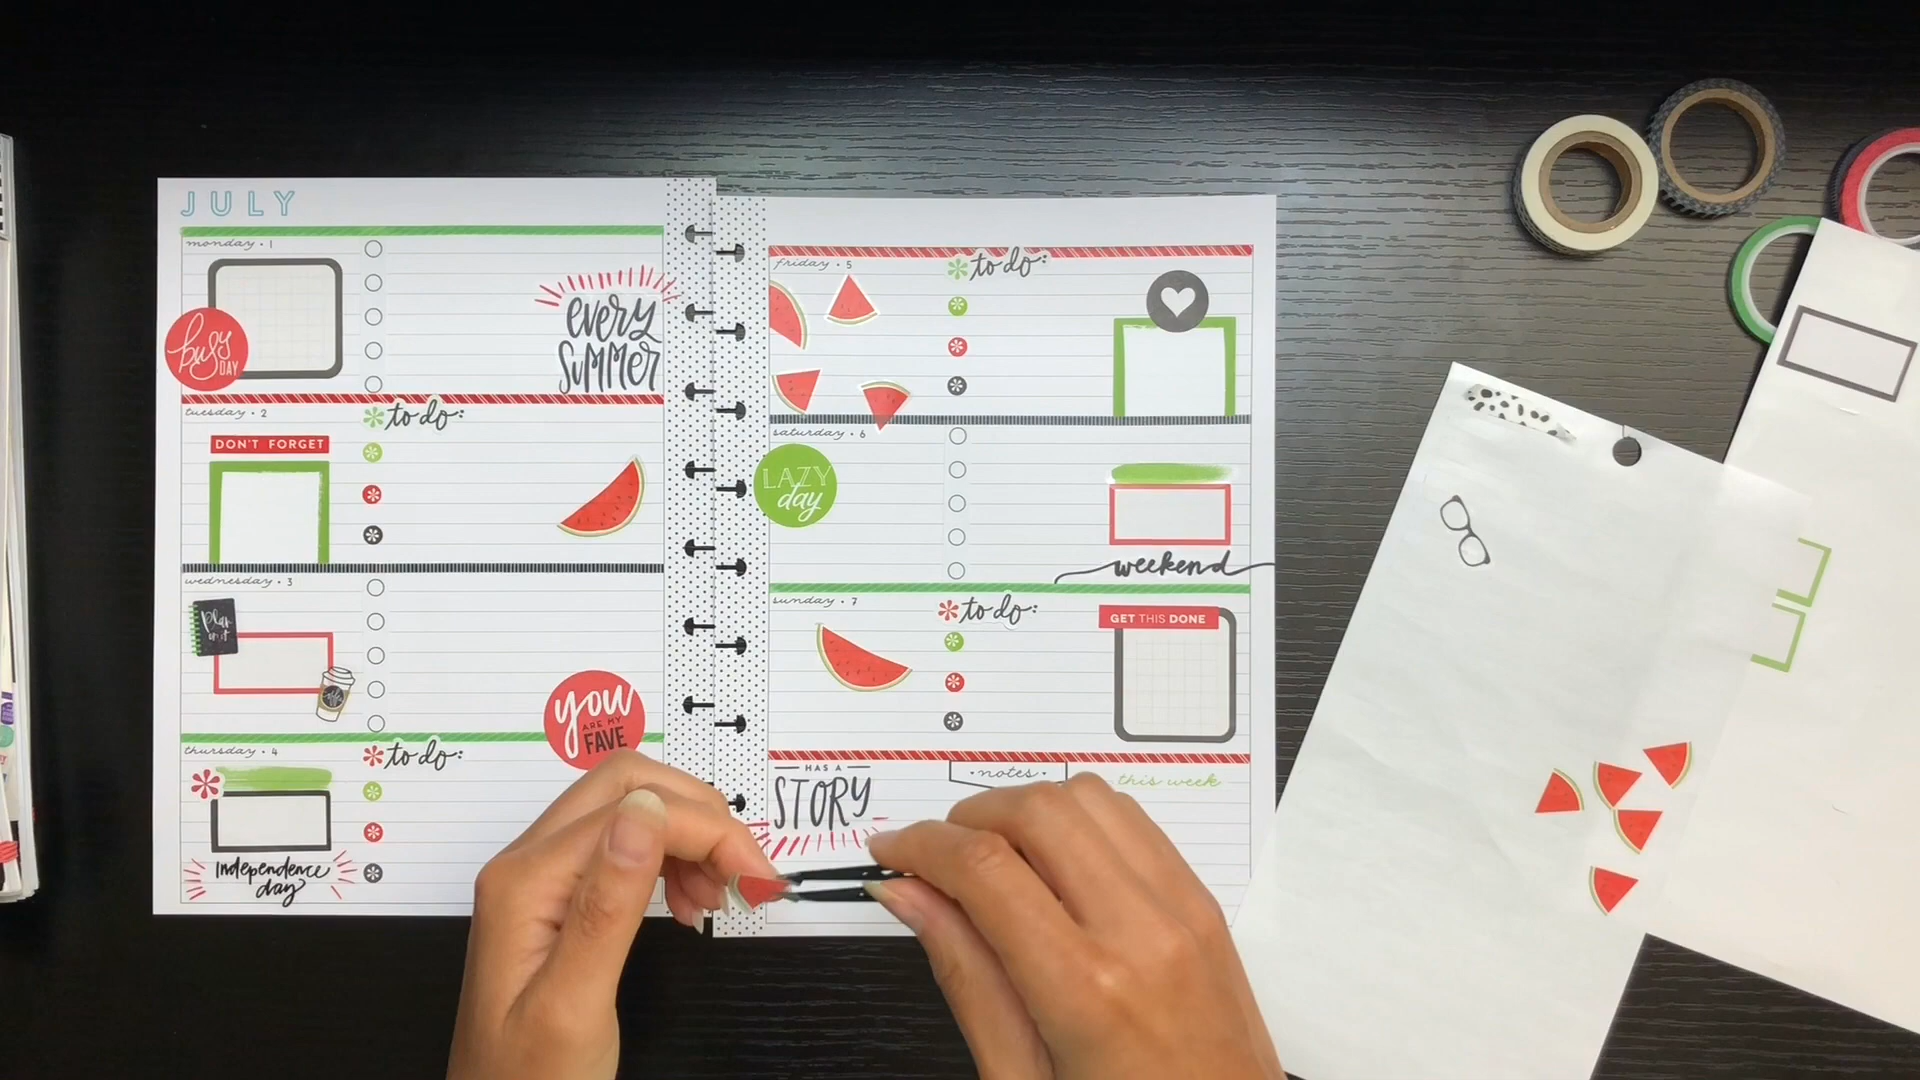 JULY
monday • 1
busy
DAY
every
summer
tuesday • 2
to do:
DON'T FORGET
wednesday • 3
plan
on it
you
ARE MY
FAVE
thursday • 4
to do:
independence
day
friday • 5
to do:
saturday • 6
LAZY
day
weekend
sunday • 7
to do:
GET THIS DONE
HAS A
STORY
• notes •
this week